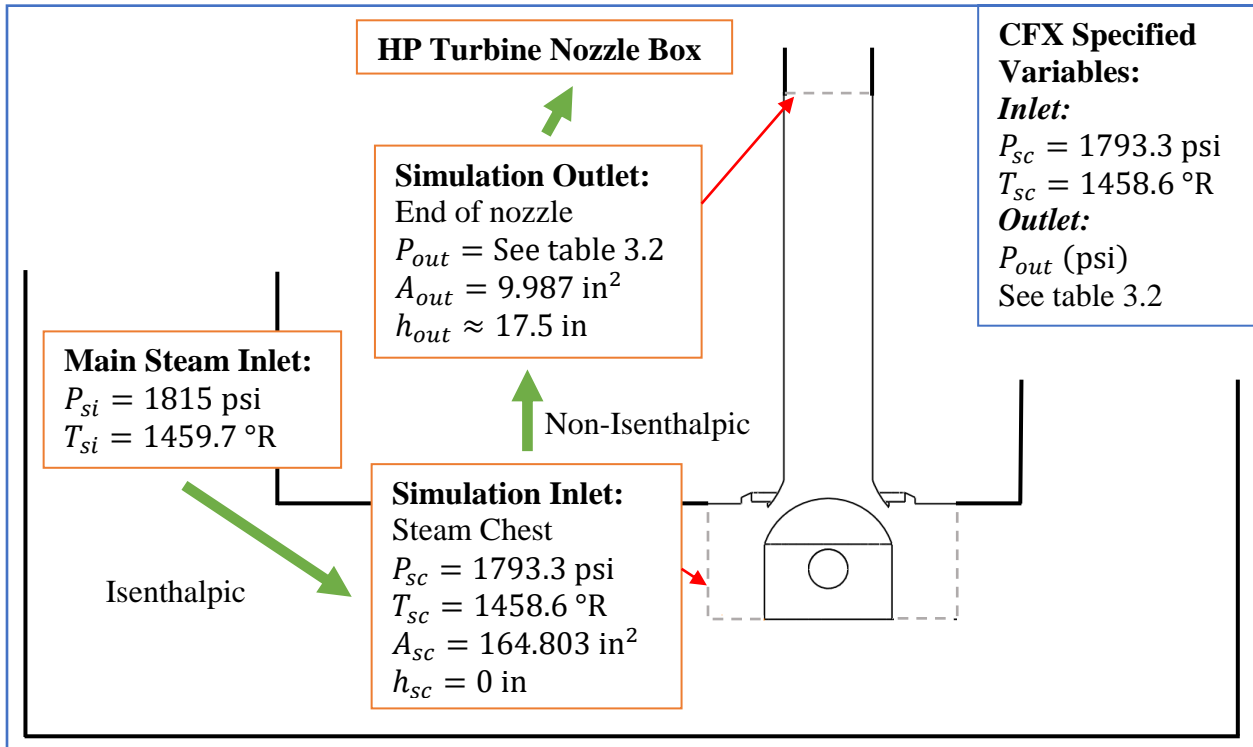 HP Turbine Nozzle Box
CFX Specified
Variables:
Inlet:
P_sc = 1793.3 psi
T_sc = 1458.6 °R
Outlet:
P_out (psi)
See table 3.2
Simulation Outlet:
End of nozzle
P_out = See table 3.2
A_out = 9.987 in²
h_out ≈ 17.5 in
Main Steam Inlet:
P_si = 1815 psi
T_si = 1459.7 °R
Non-Isenthalpic
Isenthalpic
Simulation Inlet:
Steam Chest
P_sc = 1793.3 psi
T_sc = 1458.6 °R
A_sc = 164.803 in²
h_sc = 0 in